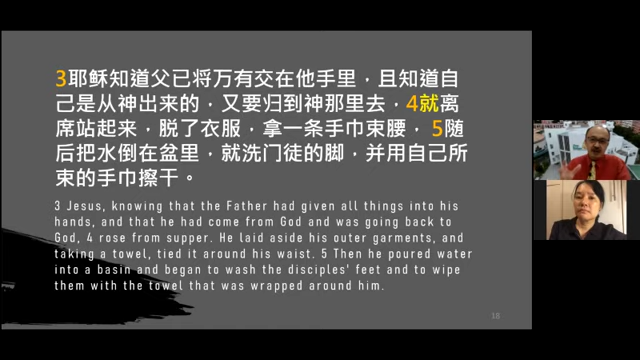 3耶稣知道父已将万有交在他手里，且知道自
己是从神出来的，又要归到神那里去，4就离
席站起来，脱了衣服，拿一条手巾束腰，5随
后把水倒在盆里，就洗门徒的脚，并用自己所
束的手巾擦干。
3 Jesus, knowing that the Father had given all things into his
hands, and that he had come from God and was going back to
God, 4 rose from supper. He laid aside his outer garments, and
taking a towel, tied it around his waist. 5 Then he poured water
into a basin and began to wash the disciples' feet and to wipe
them with the towel that was wrapped around him.
18